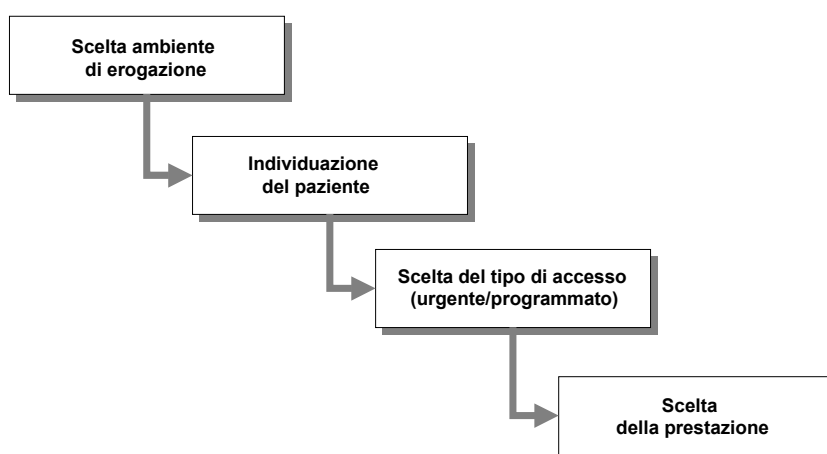 Scelta ambiente
di erogazione
Individuazione
del paziente
Scelta del tipo di accesso
(urgente/programmato)
Scelta
della prestazione